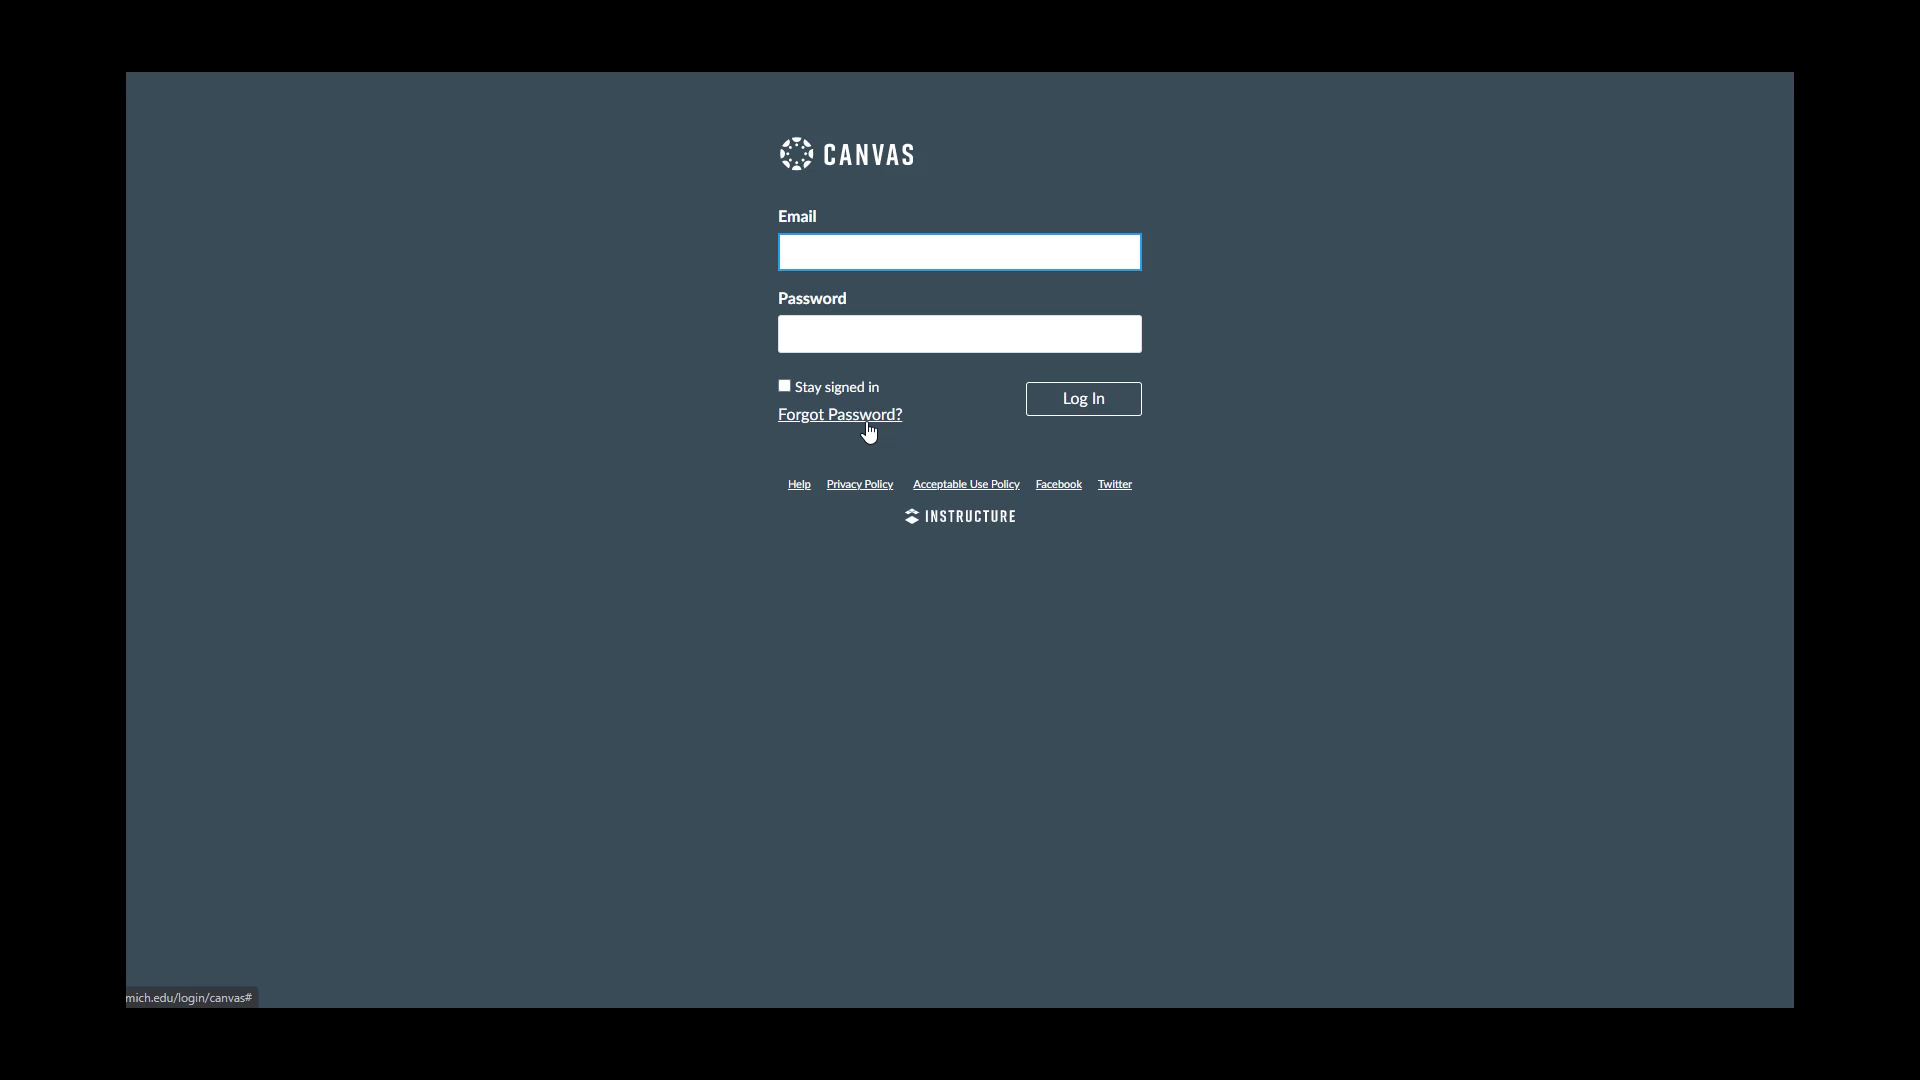 CANVAS
Email
Password
Stay signed in
Log In
Forgot Password?
Help Privacy Policy Acceptable Use Policy Facebook Twitter
INSTRUCTURE
mich.edu/login/canvas#